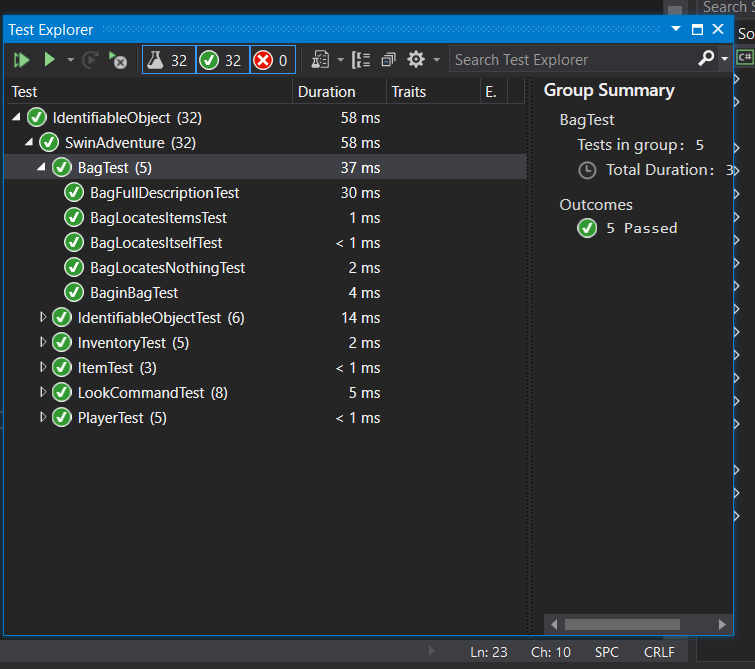 Search S
Test Explorer
So
32 32 0
Search Test Explorer
C#
Test Duration Traits E.
IdentifiableObject (32) 58 ms
SwinAdventure (32) 58 ms
BagTest (5) 37 ms
BagFullDescriptionTest 30 ms
BagLocatesItemsTest 1 ms
BagLocatesItselfTest < 1 ms
BagLocatesNothingTest 2 ms
BaginBagTest 4 ms
IdentifiableObjectTest (6) 14 ms
InventoryTest (5) 2 ms
ItemTest (3) < 1 ms
LookCommandTest (8) 5 ms
PlayerTest (5) < 1 ms
Group Summary
BagTest
Tests in group: 5
Total Duration: 3
Outcomes
5 Passed
Ln: 23 Ch: 10 SPC CRLF